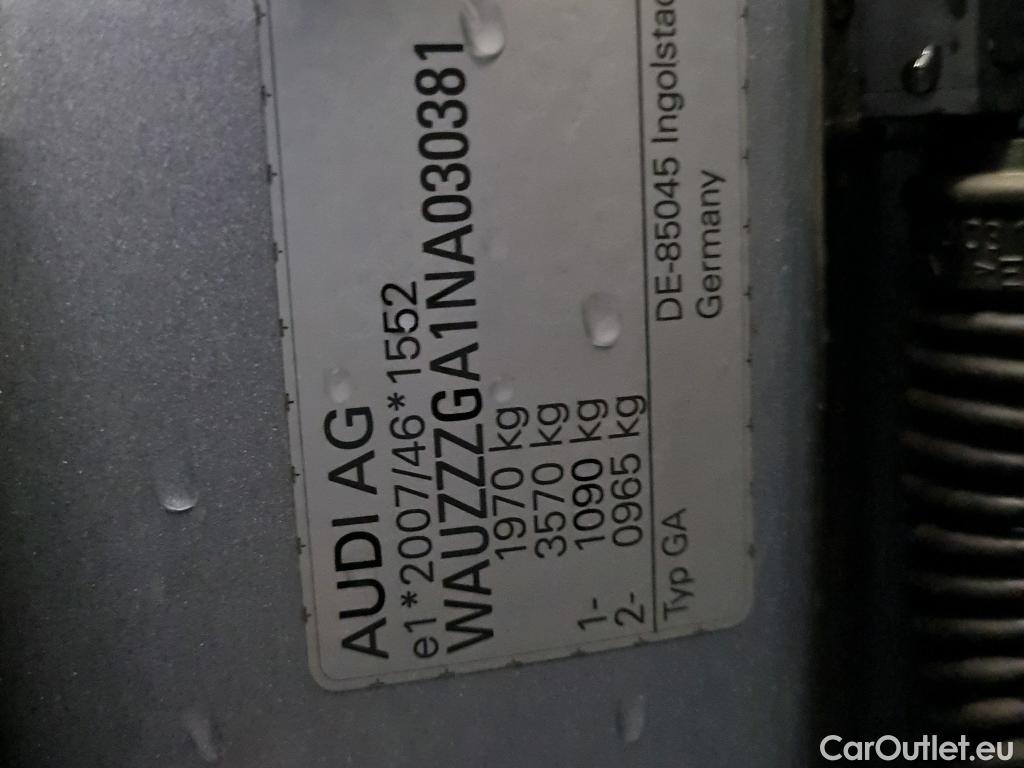 AUDI AG
e1*2007/46*1552
WAUZZZGA1NA030381
1970 kg
3570 kg
1- 1090 kg
2- 0965 kg
Typ GA
DE-85045
Germany
CarOutlet.eu